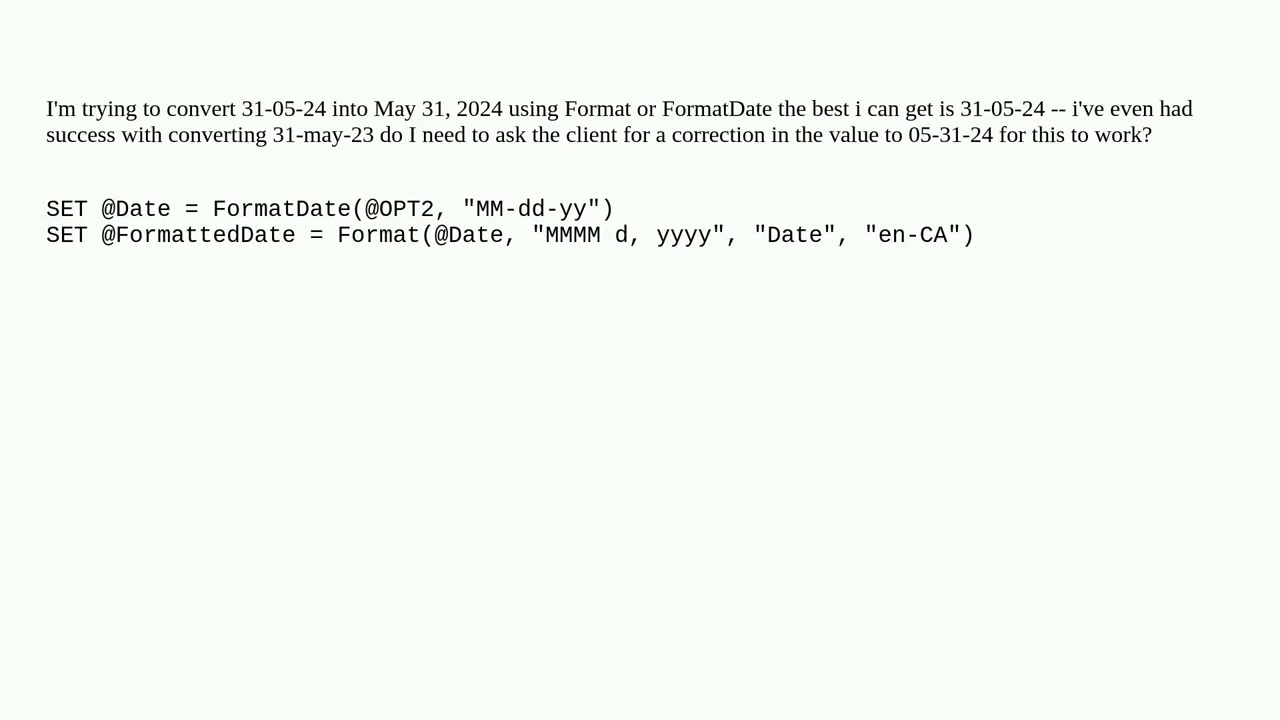 I'm trying to convert 31-05-24 into May 31, 2024 using Format or FormatDate the best i can get is 31-05-24 -- i've even had
success with converting 31-may-23 do I need to ask the client for a correction in the value to 05-31-24 for this to work?
SET @Date = FormatDate(@OPT2, "MM-dd-yy")
SET @FormattedDate = Format(@Date, "MMMM d, yyyy", "Date", "en-CA")